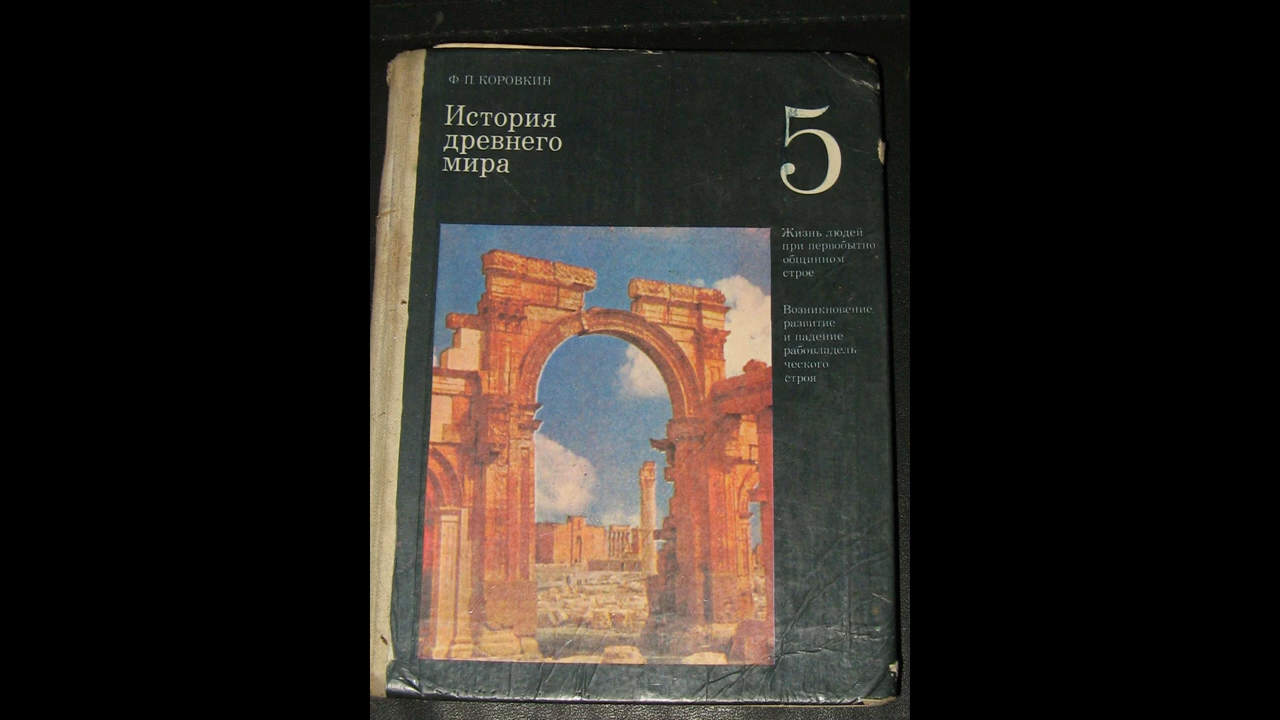 Ф. П. КОРОВКИН
История
древнего
мира
5
Жизнь людей
при первобытно
общинном
строе
Возникновение,
развитие
и падение
рабовладель-
ческого
строя